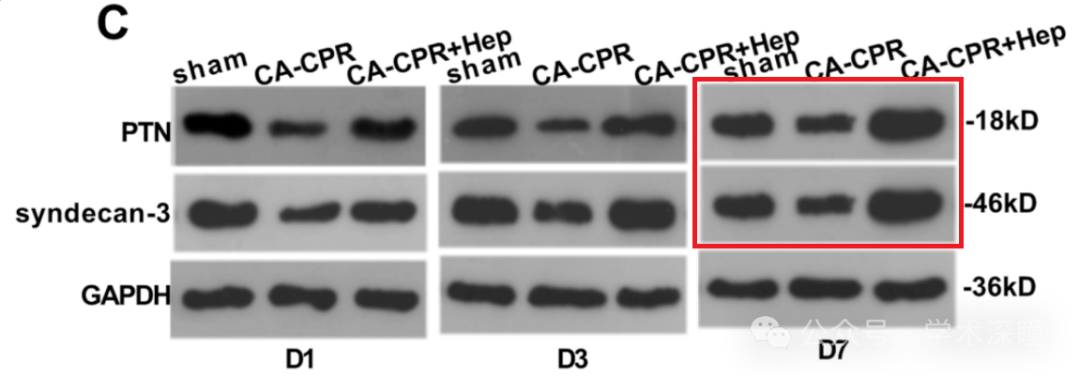 C
sham CA-CPR CA-CPR+Hep sham CA-CPR CA-CPR+Hep sham CA-CPR CA-CPR+Hep
PTN -18kD
syndecan-3 -46kD
GAPDH -36kD
公众号 学术深睡
D1 D3 D7